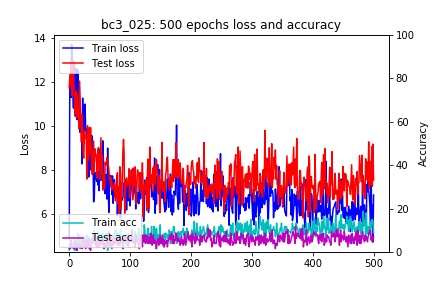 bc3_025: 500 epochs loss and accuracy
Train loss
Test loss
Train acc
Test acc
Loss
14
12
10
8
6
Accuracy
100
80
60
40
20
0
0
100
200
300
400
500